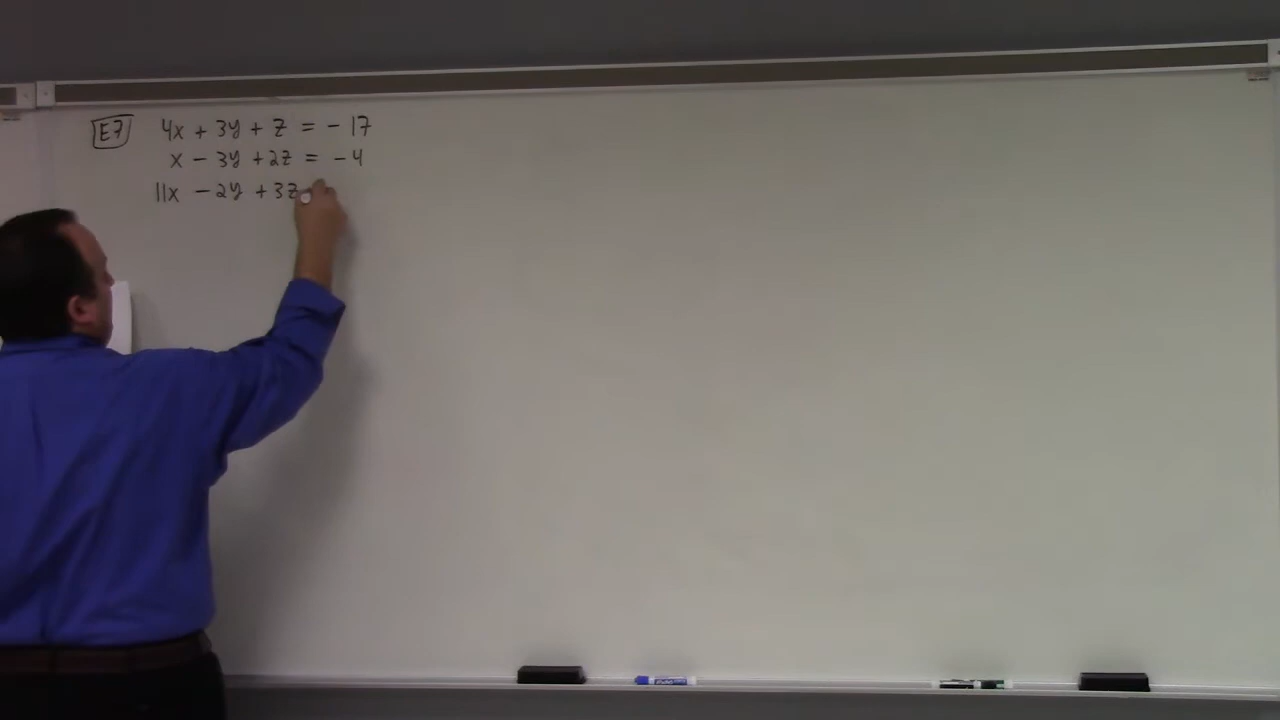 E7 4x + 3y + z = - 17
x - 3y + 2z = - 4
11x - 2y + 3z